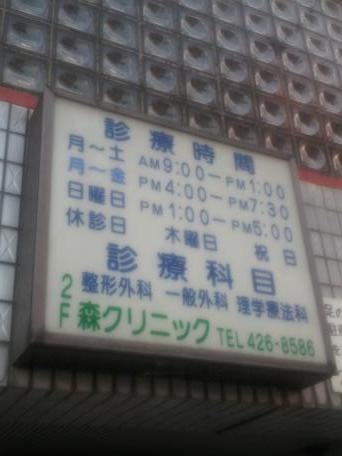 診療時間
月〜土 AM9:00－PM1:00
月〜金 PM4:00－PM7:30
日曜日 PM1:00－PM5:00
休診日 木曜日 祝日
診療科目
2F 整形外科 一般外科 理学療法科
森クリニック TEL 426-8586